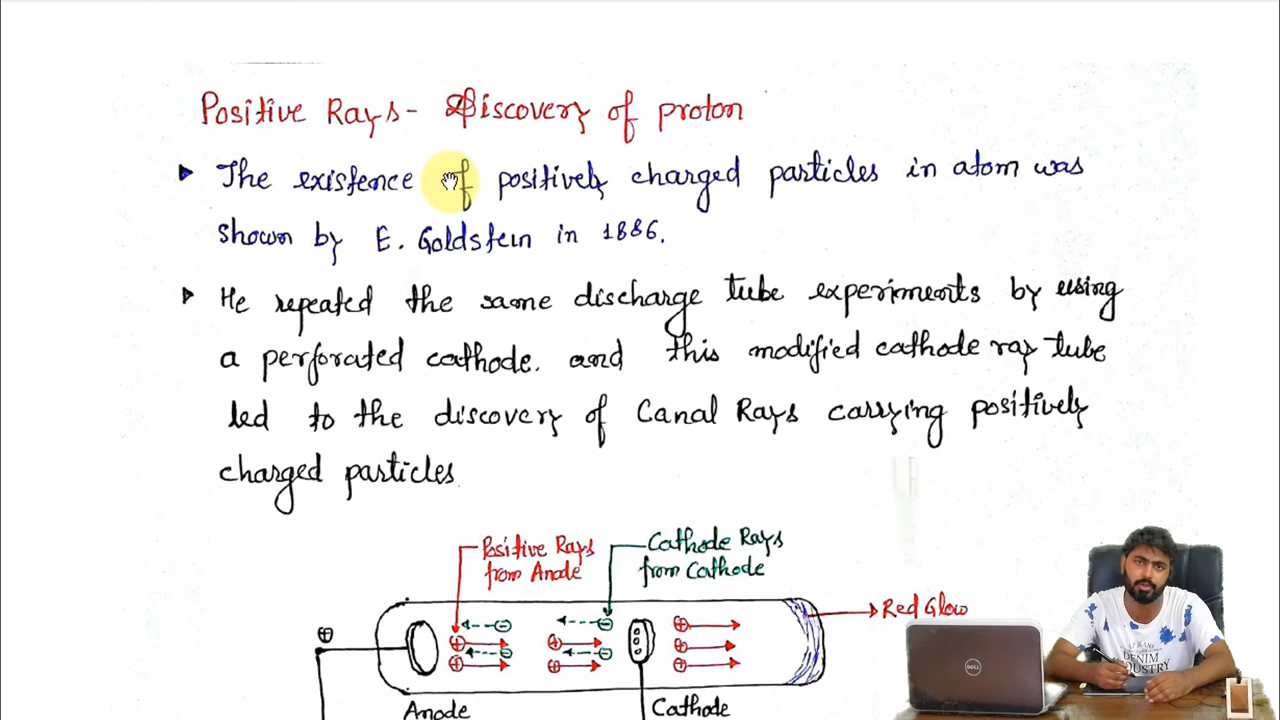 Positive Rays- Discovery of proton
The existence of positively charged particles in atom was
shown by E. Goldstein in 1886.
He repeated the same discharge tube experiments by using
a perforated cathode. and this modified cathode ray tube
led to the discovery of Canal Rays carrying positively
charged particles
Positive Rays
from Anode
Cathode Rays
from Cathode
Red Glow
Anode
Cathode
DELL
DENIM
INDUSTRY